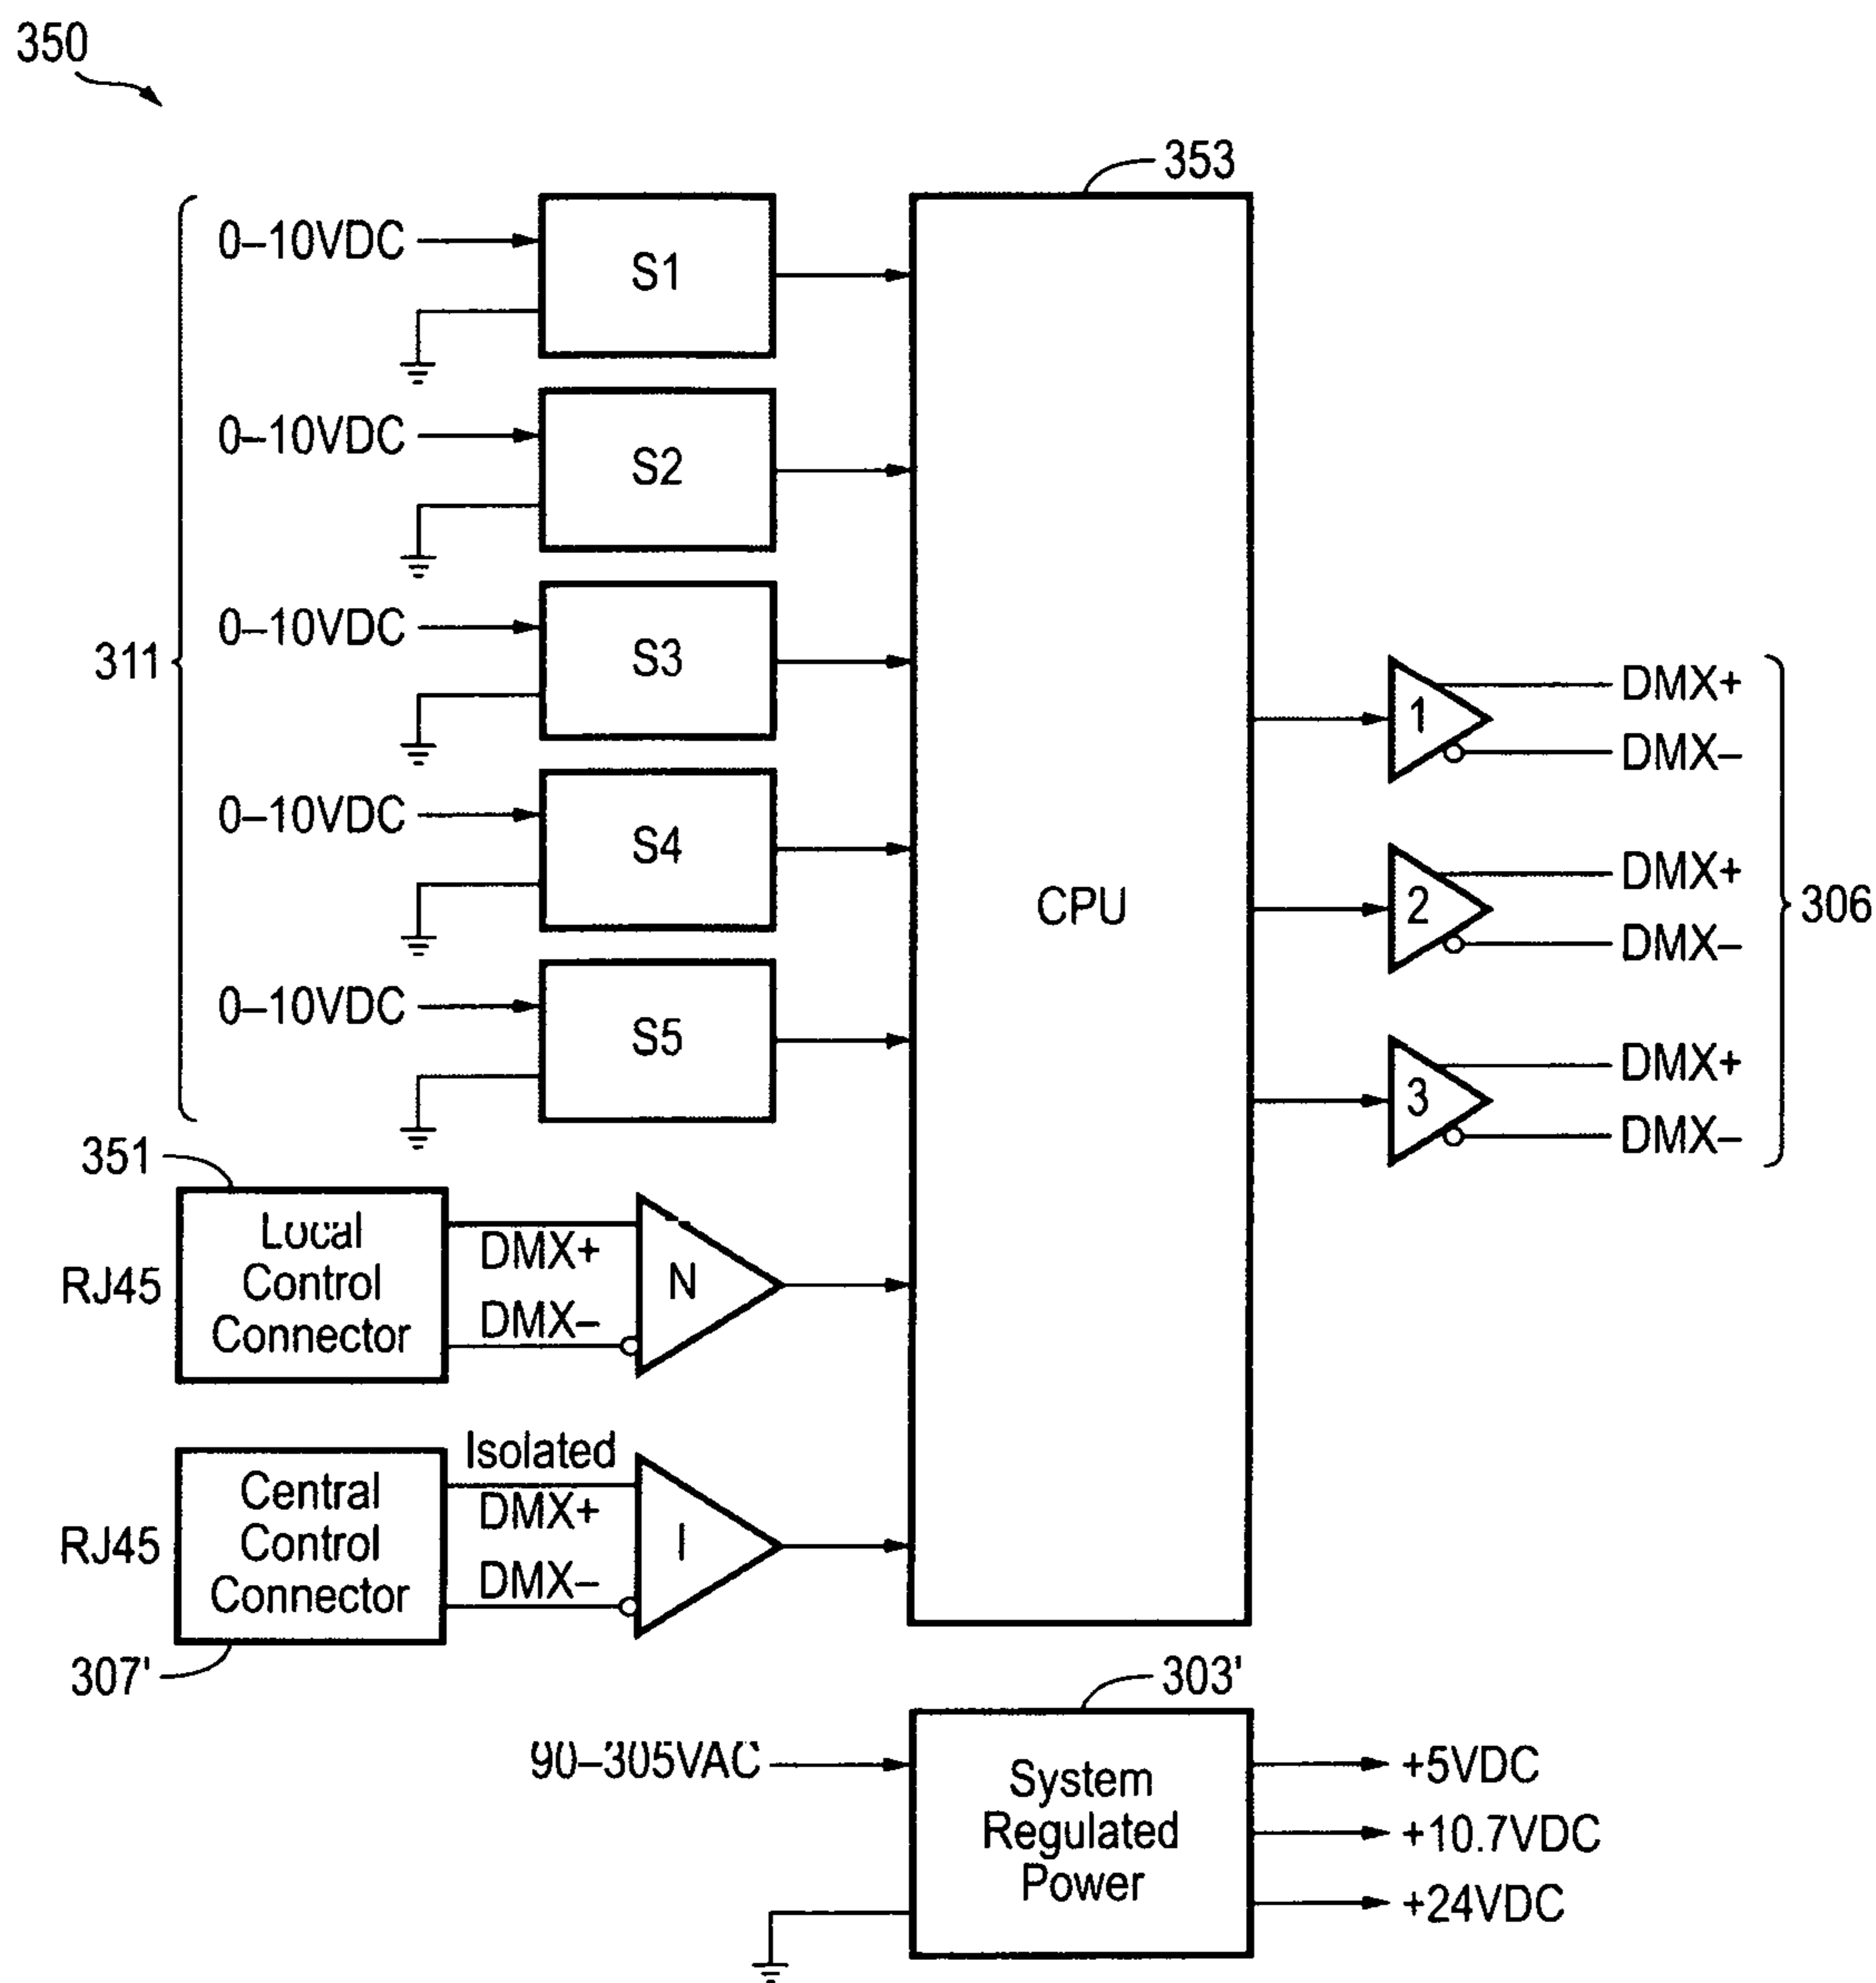 350
353
0–10VDC
S1
0–10VDC
S2
0–10VDC
S3
311
0–10VDC
S4
0–10VDC
S5
CPU
1
DMX+
DMX–
2
DMX+
DMX–
3
DMX+
DMX–
306
351
RJ45
Local
Control
Connector
DMX+
DMX–
N
RJ45
Central
Control
Connector
Isolated
DMX+
DMX–
I
307'
303'
90–305VAC
System
Regulated
Power
+5VDC
+10.7VDC
+24VDC